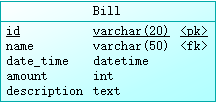 Bill
id varchar(20) <pk>
name varchar(50) <fk>
date_time datetime
amount int
description text